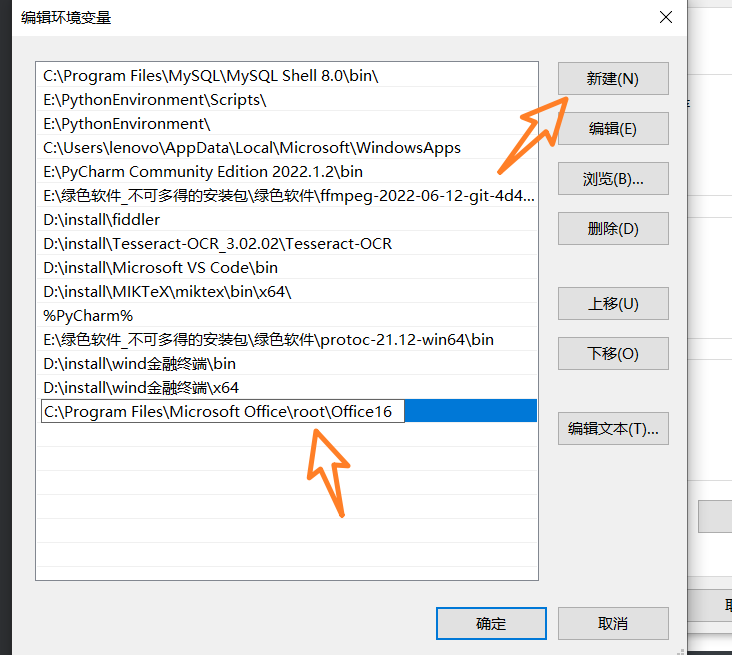 编辑环境变量
C:\Program Files\MySQL\MySQL Shell 8.0\bin\
E:\PythonEnvironment\Scripts\
E:\PythonEnvironment\
C:\Users\lenovo\AppData\Local\Microsoft\WindowsApps
E:\PyCharm Community Edition 2022.1.2\bin
E:\绿色软件_不可多得的安装包\绿色软件\ffmpeg-2022-06-12-git-4d4...
D:\install\fiddler
D:\install\Tesseract-OCR_3.02.02\Tesseract-OCR
D:\install\Microsoft VS Code\bin
D:\install\MIKTeX\miktex\bin\x64\
%PyCharm%
E:\绿色软件_不可多得的安装包\绿色软件\protoc-21.12-win64\bin
D:\install\wind金融终端\bin
D:\install\wind金融终端\x64
C:\Program Files\Microsoft Office\root\Office16
新建(N)
编辑(E)
浏览(B)...
删除(D)
上移(U)
下移(O)
编辑文本(T)...
确定
取消